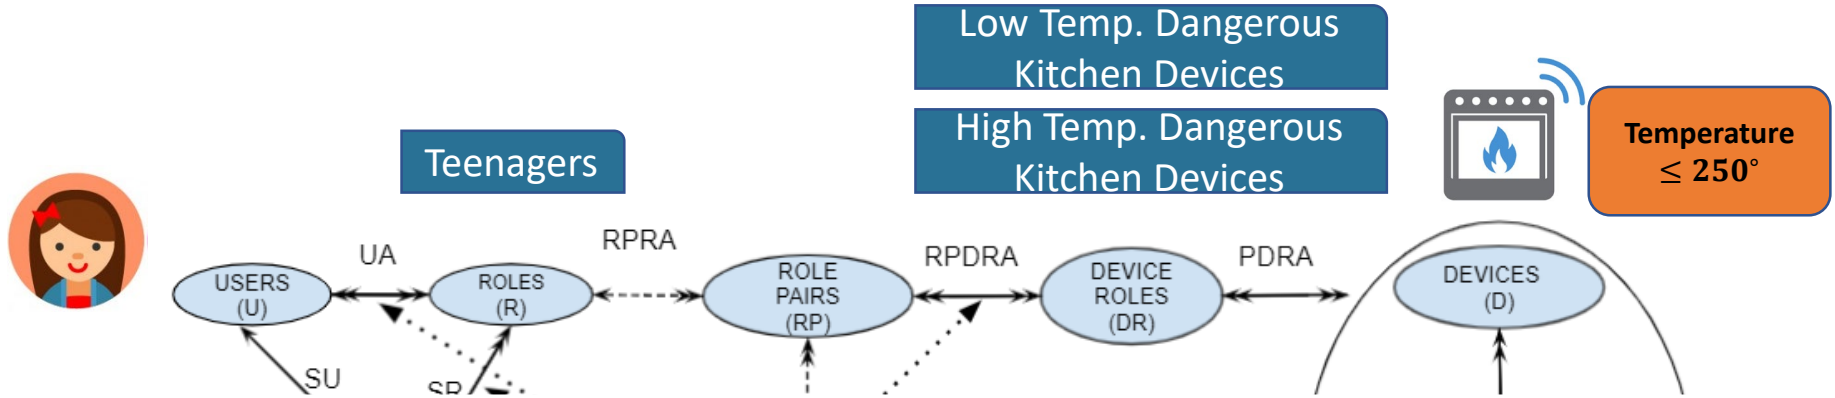 Low Temp. Dangerous
Kitchen Devices
High Temp. Dangerous
Kitchen Devices
Temperature
≤ 250°
Teenagers
UA
RPRA
RPDRA
PDRA
USERS
(U)
ROLES
(R)
ROLE
PAIRS
(RP)
DEVICE
ROLES
(DR)
DEVICES
(D)
SU
SR